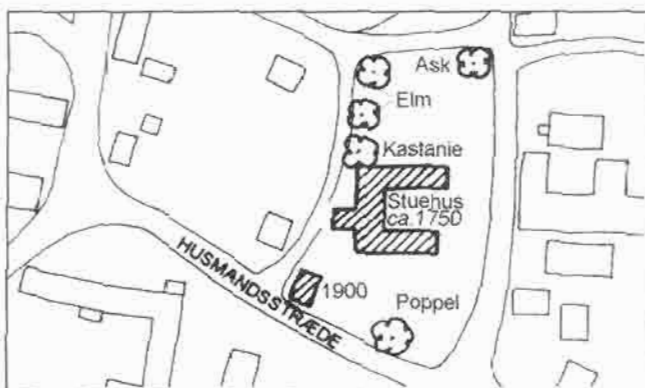 Ask
Elm
Kastanie
Stuehus
ca. 1750
HUSMANDSSTRÆDE
1900
Poppel